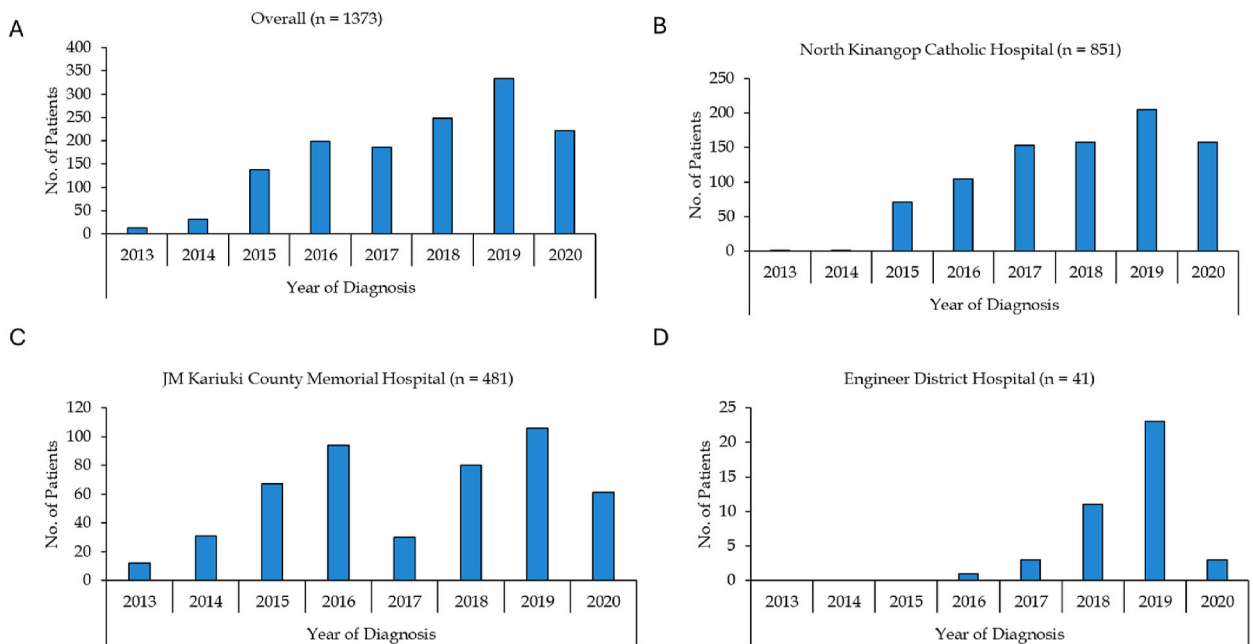 A
Overall (n = 1373)
No. of Patients
400
350
300
250
200
150
100
50
0
2013 2014 2015 2016 2017 2018 2019 2020
Year of Diagnosis
B
North Kinangop Catholic Hospital (n = 851)
No. of Patients
250
200
150
100
50
0
2013 2014 2015 2016 2017 2018 2019 2020
Year of Diagnosis
C
JM Kariuki County Memorial Hospital (n = 481)
No. of Patients
120
100
80
60
40
20
0
2013 2014 2015 2016 2017 2018 2019 2020
Year of Diagnosis
D
Engineer District Hospital (n = 41)
No. of Patients
25
20
15
10
5
0
2013 2014 2015 2016 2017 2018 2019 2020
Year of Diagnosis